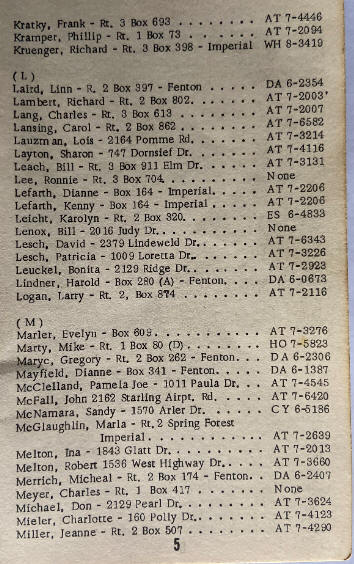 Kratky, Frank - Rt. 3 Box 693 . . . . . . . . AT 7-4446
Kramper, Phillip - Rt. 1 Box 73 . . . . . . . AT 7-2094
Kruenger, Richard - Rt. 3 Box 398 - Imperial WH 8-3419
( L )
Laird, Linn - R. 2 Box 397 - Fenton . . . . . DA 6-2354
Lambert, Richard - Rt. 2 Box 802. . . . . . . AT 7-2003
Lang, Charles - Rt. 3 Box 613 . . . . . . . . AT 7-2007
Lansing, Carol - Rt. 2 Box 862 . . . . . . . . AT 7-6582
Lauzman, Lois - 2164 Pomme Rd. . . . . . . AT 7-3214
Layton, Sharon - 747 Dornsief Dr. . . . . . . AT 7-4116
Leach, Bill - Rt. 3 Box 911 Elm Dr. . . . . . AT 7-3131
Lee, Ronnie - Rt. 3 Box 704. . . . . . . . . . None
Lefarth, Dianne - Box 164 - Imperial. . . . . AT 7-2206
Lefarth, Kenny - Box 164 - Imperial . . . . . AT 7-2206
Leicht, Karolyn - Rt. 2 Box 320. . . . . . . . ES 6-4833
Lenox, Bill - 2016 Judy Dr. . . . . . . . . . . None
Lesch, David - 2379 Lindeweld Dr. . . . . . . AT 7-6343
Lesch, Patricia - 1009 Loretta Dr. . . . . . . AT 7-3226
Leuckel, Bonita - 2129 Ridge Dr. . . . . . . . AT 7-2923
Lindner, Harold - Box 280 (A) - Fenton. . . . DA 6-0673
Logan, Larry - Rt. 2, Box 874 . . . . . . . . AT 7-2116
( M )
Marler, Evelyn - Box 609. . . . . . . . . . . AT 7-3276
Marty, Mike - Rt. 1 Box 80 (D) . . . . . . . . HO 7-5823
Maryc, Gregory - Rt. 2 Box 262 - Fenton. . . DA 6-2306
Mayfield, Dianne - Box 341 - Fenton. . . . . DA 6-1387
McClelland, Pamela Joe - 1011 Paula Dr. . . AT 7-4545
McFall, John 2162 Starling Airpt. Rd. . . . . AT 7-6420
McNamara, Sandy - 1570 Arler Dr. . . . . . . CY 6-5186
McGlaughlin, Marla - Rt. 2 Spring Forest
Imperial . . . . . . . . . . . AT 7-2639
Melton, Ina - 1843 Glatt Dr. . . . . . . . . . AT 7-2013
Melton, Robert 1536 West Highway Dr. . . . . AT 7-3660
Merrich, Micheal - Rt. 2 Box 174 - Fenton. . DA 6-2407
Meyer, Charles - Rt. 1 Box 417 . . . . . . . None
Michael, Don - 2129 Pearl Dr. . . . . . . . . AT 7-3624
Mieler, Charlotte - 160 Polly Dr. . . . . . . . AT 7-4123
Miller, Jeanne - Rt. 2 Box 507 . . . . . . . . AT 7-4290
5